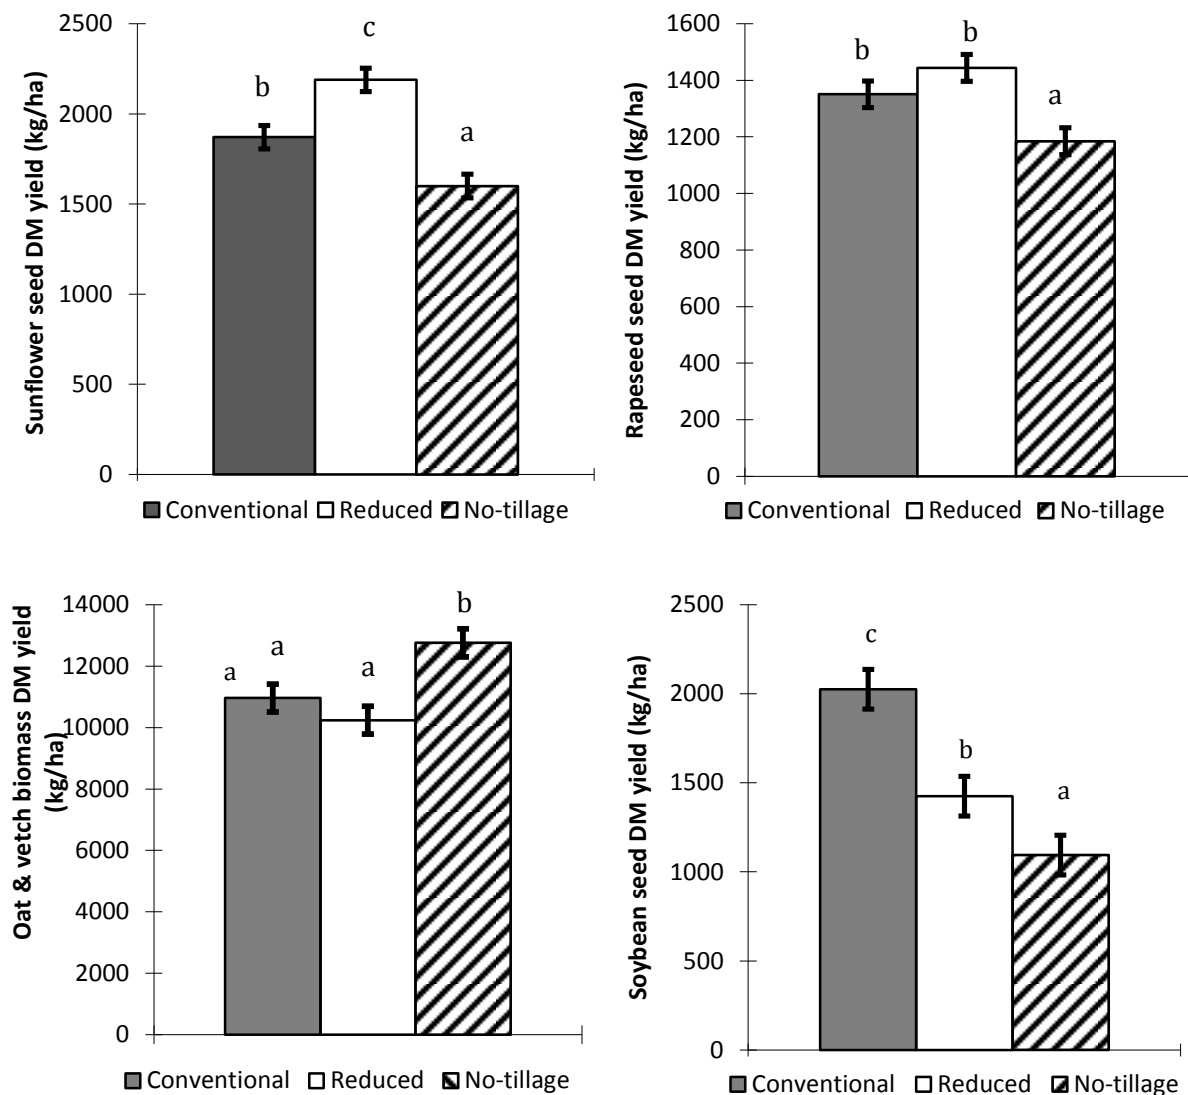 Sunflower seed DM yield (kg/ha)
2500
2000
1500
1000
500
0
b
c
a
Conventional Reduced No-tillage
Rapeseed seed DM yield (kg/ha)
1600
1400
1200
1000
800
600
400
200
0
b
b
a
Conventional Reduced No-tillage
Oat & vetch biomass DM yield
(kg/ha)
14000
12000
10000
8000
6000
4000
2000
0
a
a
a
b
Conventional Reduced No-tillage
Soybean seed DM yield (kg/ha)
2500
2000
1500
1000
500
0
c
b
a
Conventional Reduced No-tillage